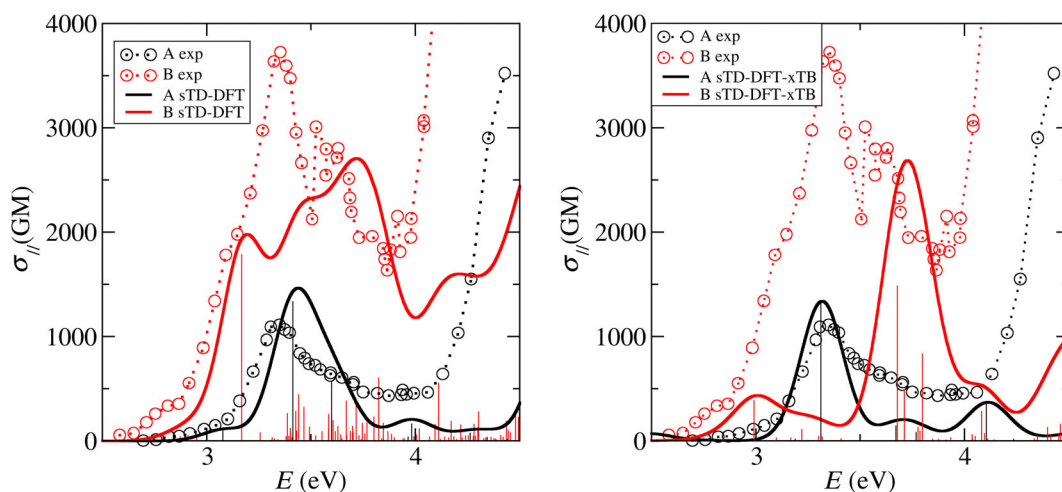 4000
3000
2000
1000
0
σ//(GM)
A exp
B exp
A sTD-DFT
B sTD-DFT
3
4
E (eV)
4000
3000
2000
1000
0
σ//(GM)
A exp
B exp
A sTD-DFT-xTB
B sTD-DFT-xTB
3
4
E (eV)